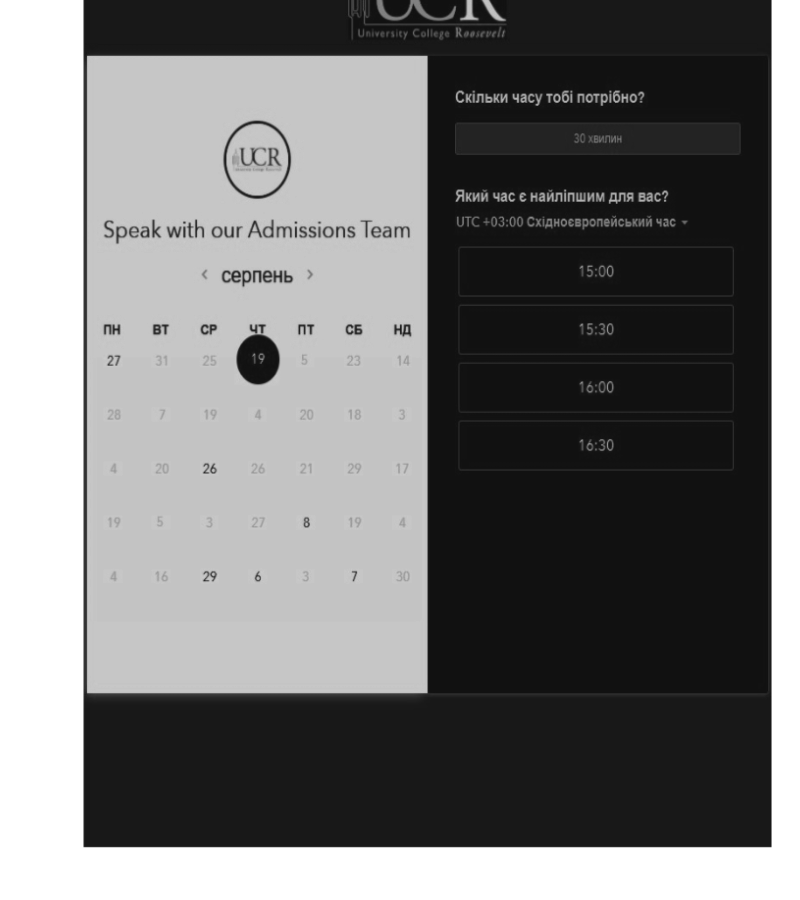 UCR
University College Roosevelt
UCR
Speak with our Admissions Team
< серпень >
ПН ВТ СР ЧТ ПТ СБ НД
27 31 25 19 5 23 14
28 7 19 4 20 18 3
4 20 26 26 21 29 17
19 5 3 27 8 19 4
4 16 29 6 3 7 30
Скільки часу тобі потрібно?
30 хвилин
Який час є найліпшим для вас?
UTC +03:00 Східноєвропейський час
15:00
15:30
16:00
16:30